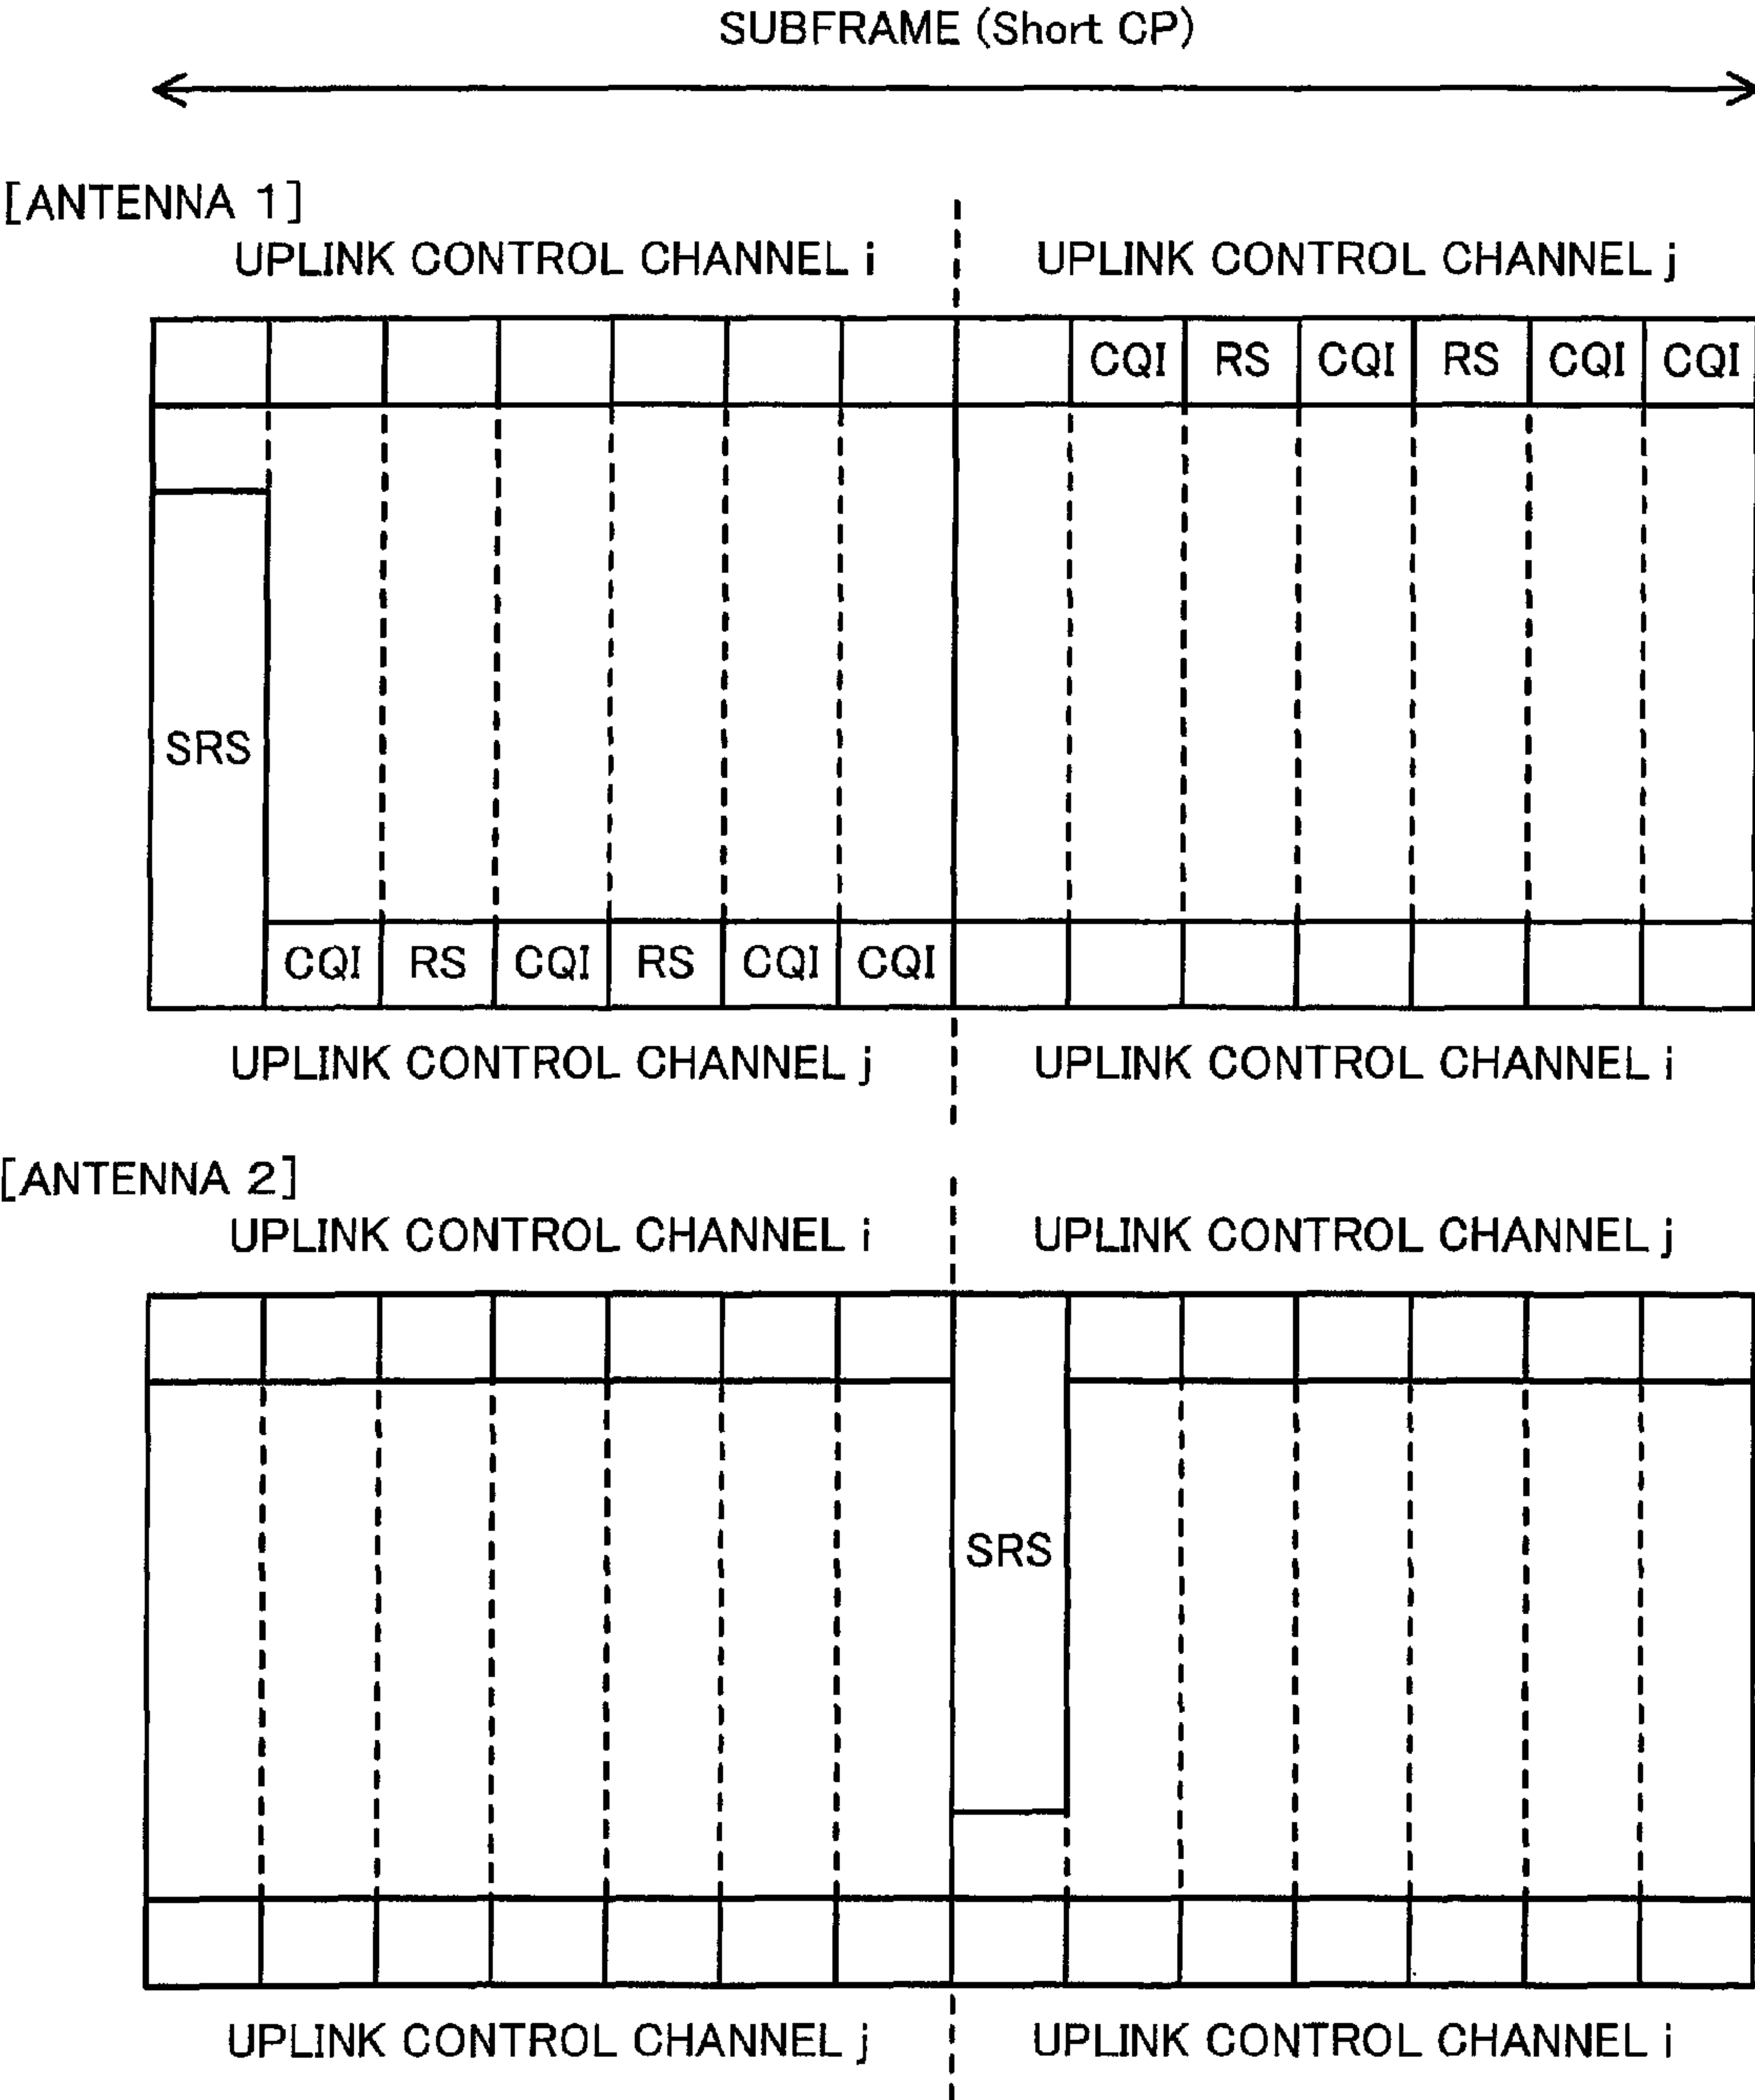 SUBFRAME (Short CP)
[ANTENNA 1]
UPLINK CONTROL CHANNEL i UPLINK CONTROL CHANNEL j
CQI RS CQI RS CQI CQI
SRS
CQI RS CQI RS CQI CQI
UPLINK CONTROL CHANNEL j UPLINK CONTROL CHANNEL i
[ANTENNA 2]
UPLINK CONTROL CHANNEL i UPLINK CONTROL CHANNEL j
SRS
UPLINK CONTROL CHANNEL j UPLINK CONTROL CHANNEL i